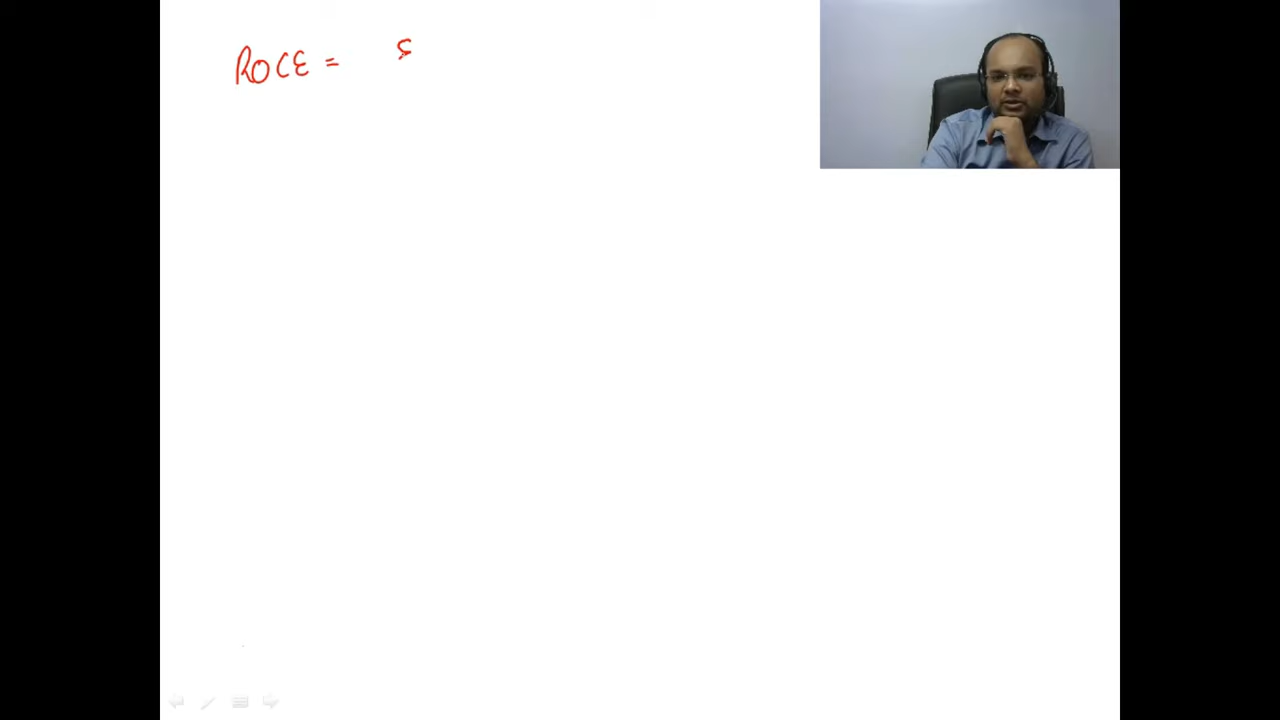 ROCE =